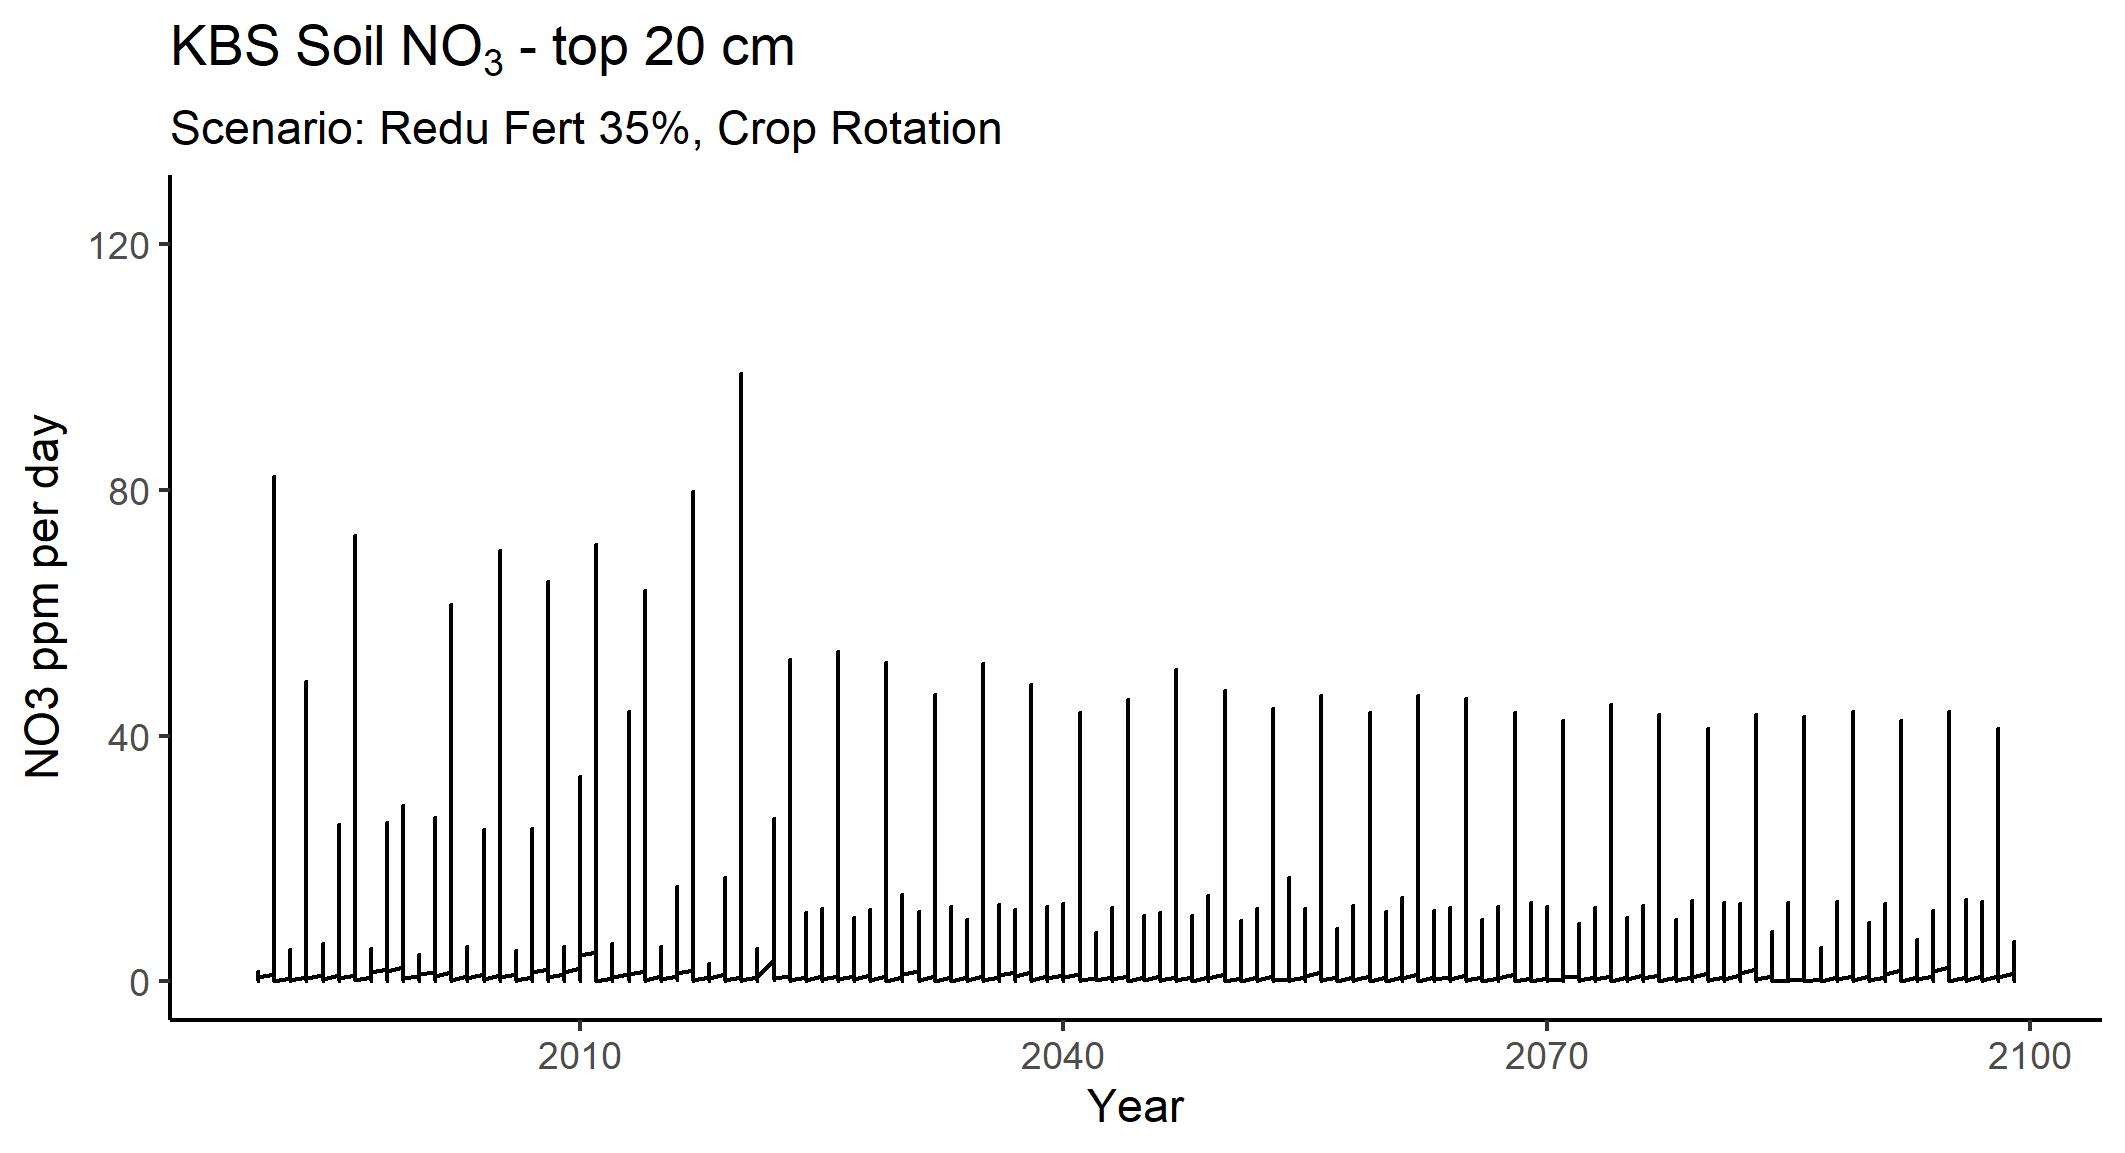 KBS Soil NO₃ - top 20 cm
Scenario: Redu Fert 35%, Crop Rotation
NO3 ppm per day
120
80
40
0
2010
2040
2070
2100
Year